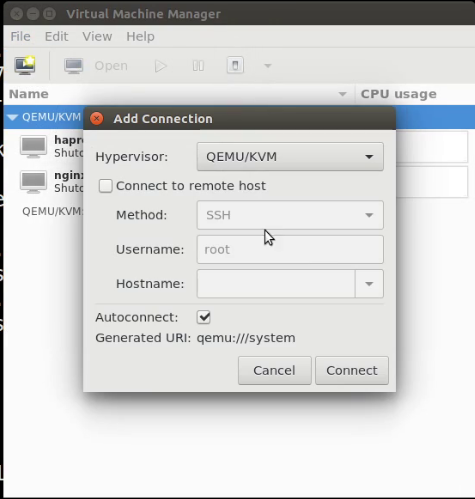 Virtual Machine Manager
File Edit View Help
Open
Name CPU usage
QEMU/KVM
Add Connection
Hypervisor: QEMU/KVM
Connect to remote host
Method: SSH
Username: root
Hostname:
Autoconnect:
Generated URI: qemu:///system
Cancel Connect
hapr
Shuto
nginx
Shuto
QEMU/KVM: